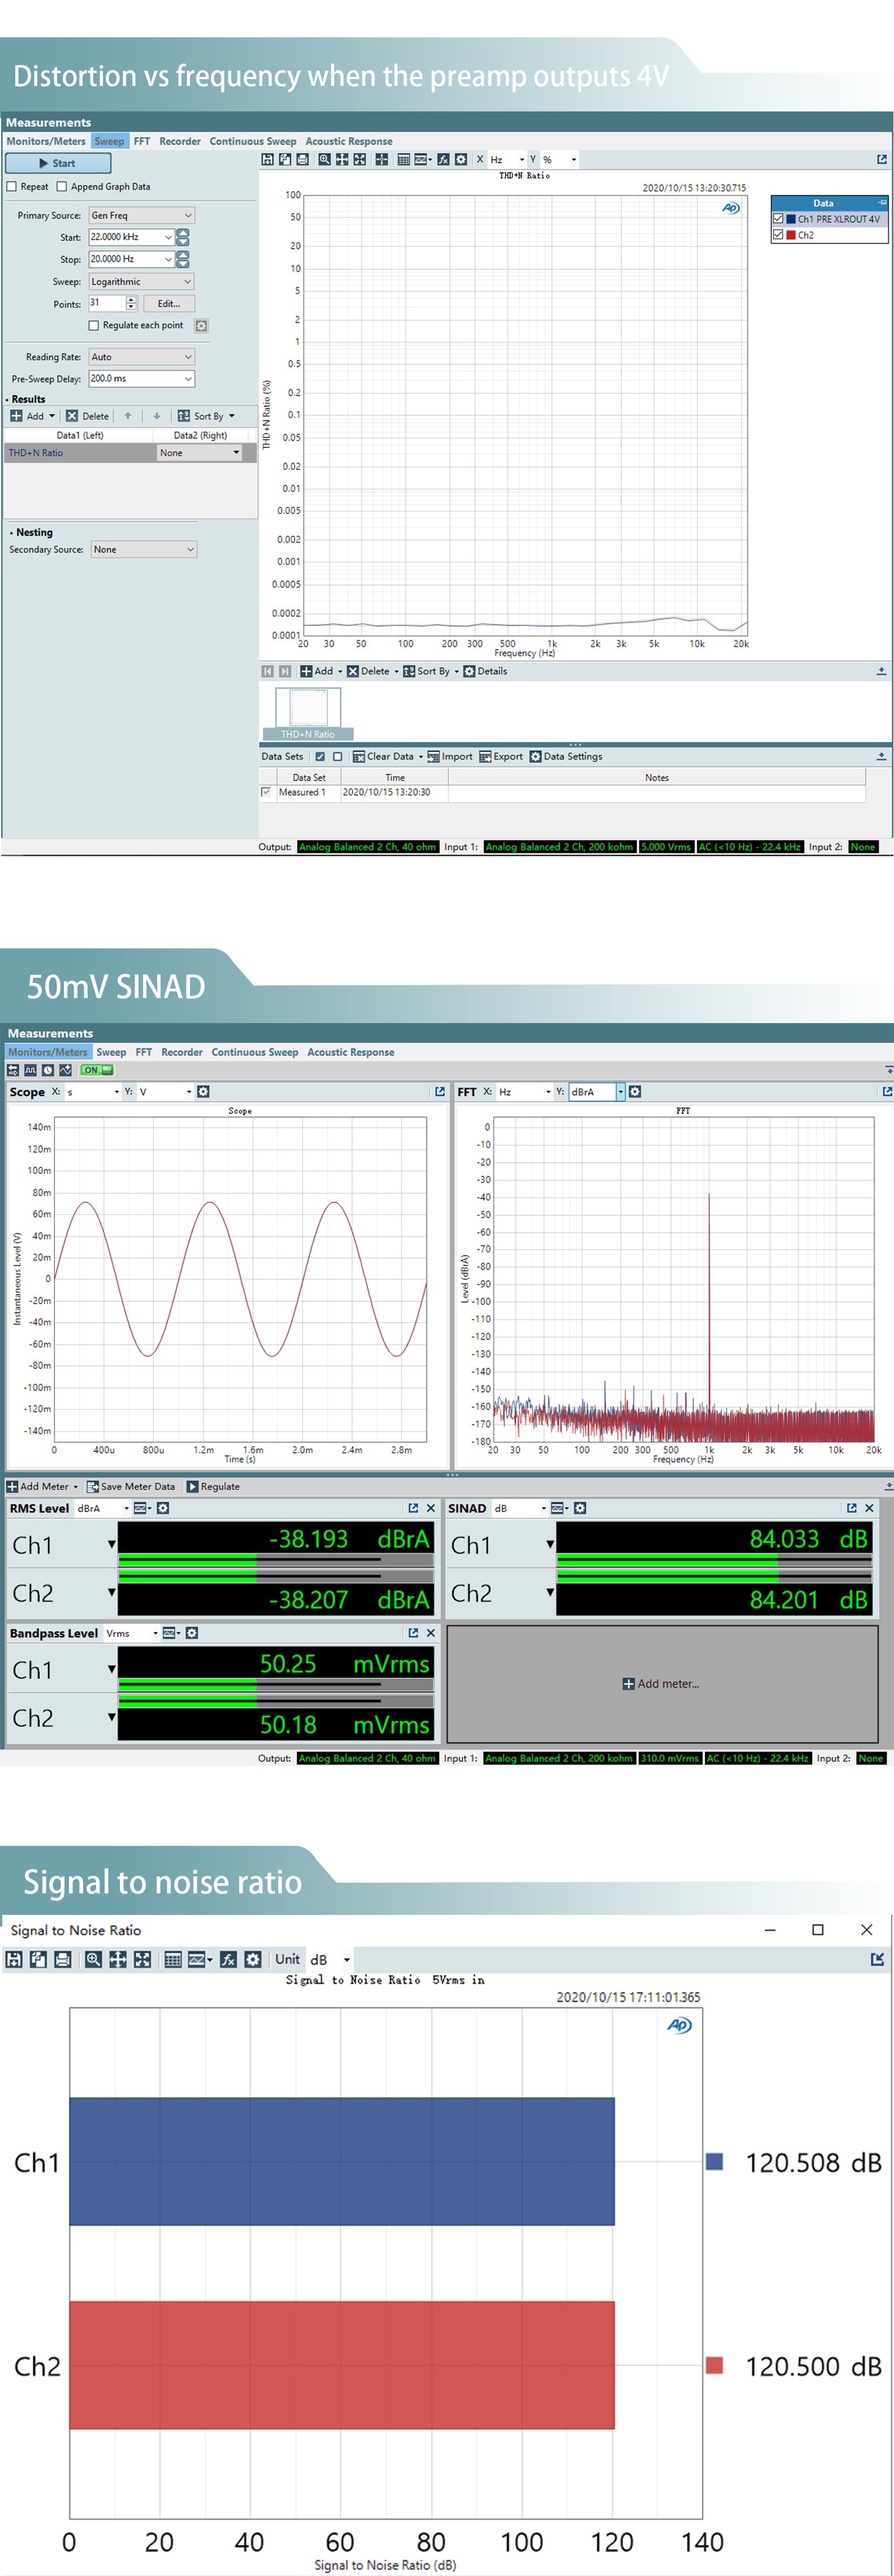 Distortion vs frequency when the preamp outputs 4V
Measurements
Monitors/Meters Sweep FFT Recorder Continuous Sweep Acoustic Response
Start
X Hz Y %
Repeat Append Graph Data
THD+N Ratio
2020/10/15 13:20:30.715
Primary Source: Gen Freq
Start: 22.0000 kHz
Stop: 20.0000 Hz
Sweep: Logarithmic
Points: 31 Edit...
Regulate each point
Reading Rate: Auto
Pre-Sweep Delay: 200.0 ms
Results
Add Delete Sort By
Data1 (Left) Data2 (Right)
THD+N Ratio None
Nesting
Secondary Source: None
THD+N Ratio (%)
100
50
20
10
5
2
1
0.5
0.2
0.1
0.05
0.02
0.01
0.005
0.002
0.001
0.0005
0.0002
0.0001
20 30 50 100 200 300 500 1k 2k 3k 5k 10k 20k
Frequency (Hz)
AP
Data
Ch1 PRE XLROUT 4V
Ch2
Add Delete Sort By Details
THD+N Ratio
Data Sets Clear Data Import Export Data Settings
Data Set Time Notes
Measured 1 2020/10/15 13:20:30
Output: Analog Balanced 2 Ch, 40 ohm Input 1: Analog Balanced 2 Ch, 200 kohm 5.000 Vrms AC (<10 Hz) - 22.4 kHz Input 2: None
50mV SINAD
Measurements
Monitors/Meters Sweep FFT Recorder Continuous Sweep Acoustic Response
ON
Scope X: s Y: V
Scope
Instantaneous Level (V)
140m
120m
100m
80m
60m
40m
20m
0
-20m
-40m
-60m
-80m
-100m
-120m
-140m
0 400u 800u 1.2m 1.6m 2.0m 2.4m 2.8m
Time (s)
FFT X: Hz Y: dBrA
FFT
Level (dBrA)
0
-10
-20
-30
-40
-50
-60
-70
-80
-90
-100
-110
-120
-130
-140
-150
-160
-170
-180
20 30 50 100 200 300 500 1k 2k 3k 5k 10k 20k
Frequency (Hz)
Add Meter Save Meter Data Regulate
RMS Level dBrA
Ch1 -38.193 dBrA
Ch2 -38.207 dBrA
SINAD dB
Ch1 84.033 dB
Ch2 84.201 dB
Bandpass Level Vrms
Ch1 50.25 mVrms
Ch2 50.18 mVrms
Add meter...
Output: Analog Balanced 2 Ch, 40 ohm Input 1: Analog Balanced 2 Ch, 200 kohm 310.0 mVrms AC (<10 Hz) - 22.4 kHz Input 2: None
Signal to noise ratio
Signal to Noise Ratio
Unit dB
Signal to Noise Ratio 5Vrms in
2020/10/15 17:11:01.365
AP
Ch1 120.508 dB
Ch2 120.500 dB
0 20 40 60 80 100 120 140
Signal to Noise Ratio (dB)